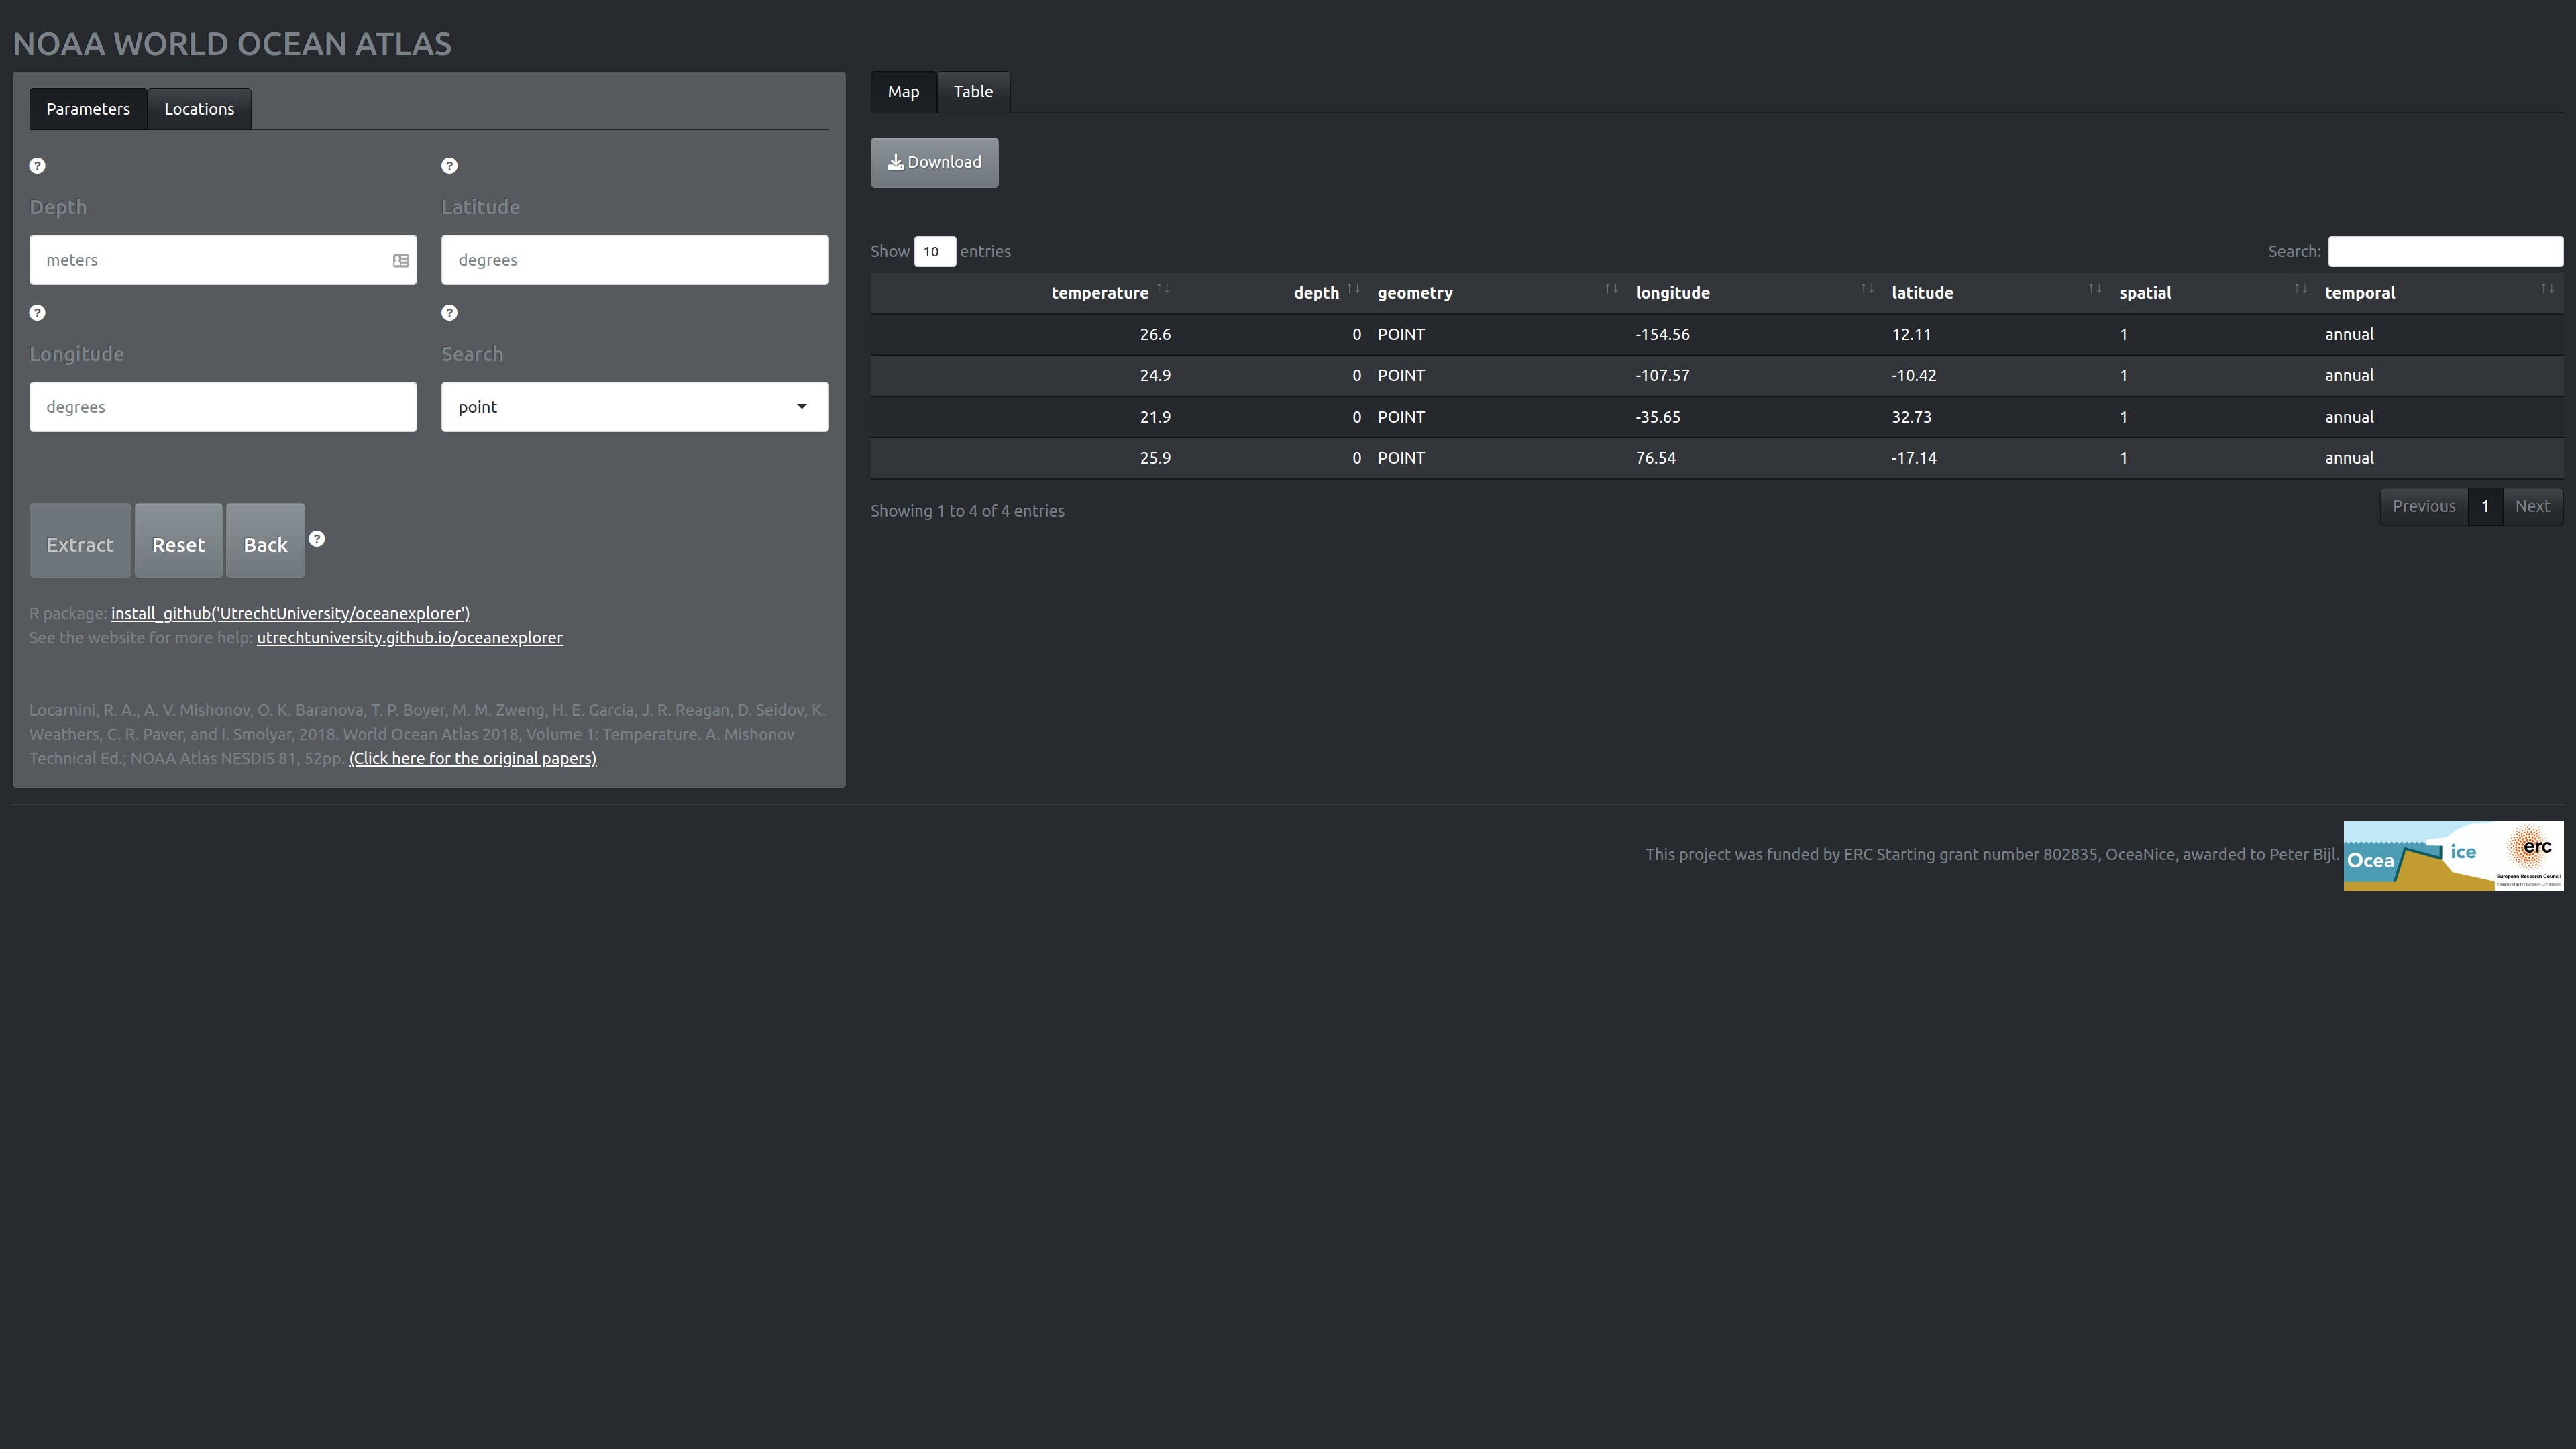 NOAA WORLD OCEAN ATLAS
Parameters Locations
Depth Latitude
meters degrees
Longitude Search
degrees point
Extract Reset Back
R package: install_github('UtrechtUniversity/oceanexplorer')
See the website for more help: utrechtuniversity.github.io/oceanexplorer
Locarnini, R. A., A. V. Mishonov, O. K. Baranova, T. P. Boyer, M. M. Zweng, H. E. Garcia, J. R. Reagan, D. Seidov, K.
Weathers, C. R. Paver, and I. Smolyar, 2018. World Ocean Atlas 2018, Volume 1: Temperature. A. Mishonov
Technical Ed.; NOAA Atlas NESDIS 81, 52pp. (Click here for the original papers)
Map Table
Download
Show 10 entries Search:
temperature depth geometry longitude latitude spatial temporal
26.6 0 POINT -154.56 12.11 1 annual
24.9 0 POINT -107.57 -10.42 1 annual
21.9 0 POINT -35.65 32.73 1 annual
25.9 0 POINT 76.54 -17.14 1 annual
Showing 1 to 4 of 4 entries Previous 1 Next
This project was funded by ERC Starting grant number 802835, OceaNice, awarded to Peter Bijl.
Ocea ice erc
European Research Council